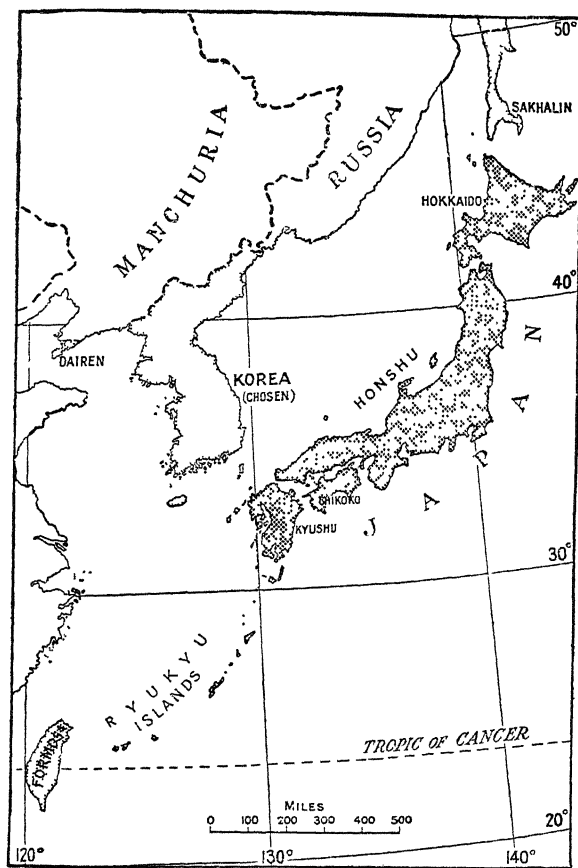 50°
SAKHALIN
RUSSIA
MANCHURIA
HOKKAIDO
40°
DAIREN
KOREA
(CHOSEN)
HONSHU
JAPAN
SHIKOKO
KYUSHU
30°
RYUKYU
ISLANDS
FORMOSA
TROPIC OF CANCER
MILES
0 100 200 300 400 500
20°
120° 130° 140°